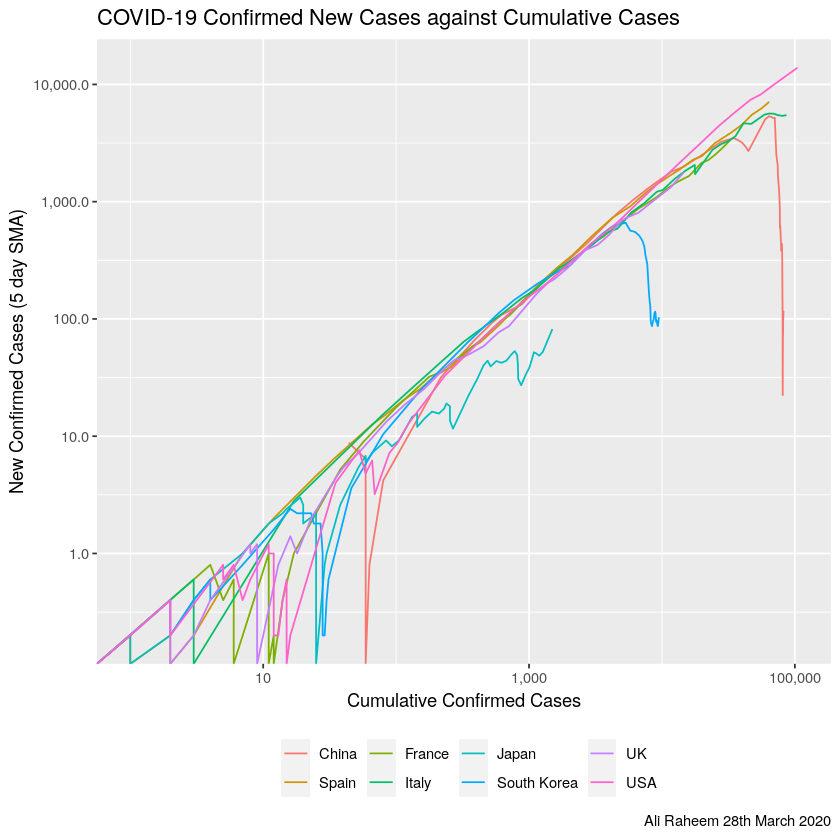 COVID-19 Confirmed New Cases against Cumulative Cases
New Confirmed Cases (5 day SMA)
10,000.0
1,000.0
100.0
10.0
1.0
10 1,000 100,000
Cumulative Confirmed Cases
China France Japan UK
Spain Italy South Korea USA
Ali Raheem 28th March 2020